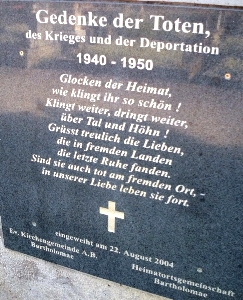 Gedenke der Toten,
des Krieges und der Deportation
1940 - 1950
Glocken der Heimat,
wie klingt ihr so schön !
Klingt weiter, dringt weiter,
über Tal und Höhn !
Grüsst treulich die Lieben,
die in fremden Landen
die letzte Ruhe fanden.
Sind sie auch tot am fremden Ort, -
in unserer Liebe leben sie fort.
eingeweiht am 22. August 2004
Ev. Kirchengemeinde A.B.
Bartholomae
Heimatortsgemeinschaft
Bartholomae